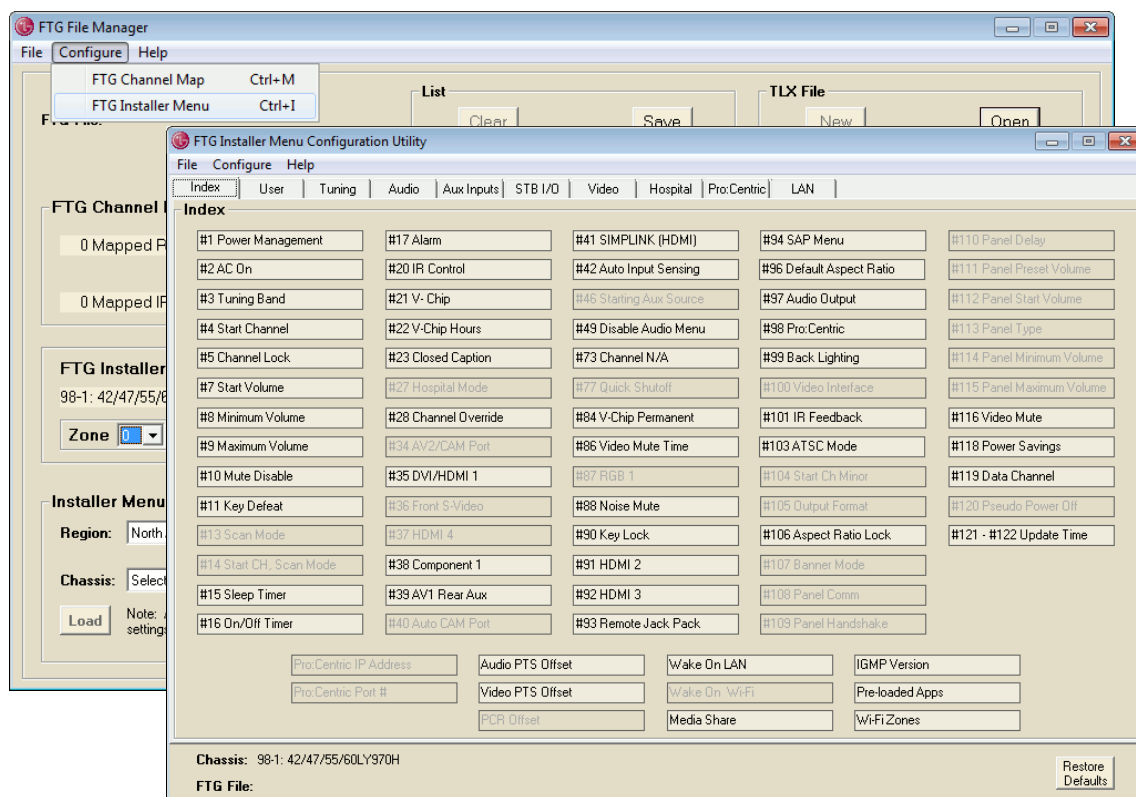 FTG File Manager
File Configure Help
FTG Channel Map Ctrl+M
FTG Installer Menu Ctrl+I
List
Clear Save
TLX File
New Open
FTG File:
FTG Channel
0 Mapped
0 Mapped
FTG Installer
98-1: 42/47/55/6
Zone 0
Installer Menu
Region: North
Chassis: Select
Load
Note:
settings
FTG Installer Menu Configuration Utility
File Configure Help
Index User Tuning Audio Aux Inputs STB I/O Video Hospital Pro:Centric LAN
Index
#1 Power Management
#2 AC On
#3 Tuning Band
#4 Start Channel
#5 Channel Lock
#7 Start Volume
#8 Minimum Volume
#9 Maximum Volume
#10 Mute Disable
#11 Key Defeat
#13 Scan Mode
#14 Start CH, Scan Mode
#15 Sleep Timer
#16 On/Off Timer
#17 Alarm
#20 IR Control
#21 V- Chip
#22 V-Chip Hours
#23 Closed Caption
#27 Hospital Mode
#28 Channel Override
#34 AV2/CAM Port
#35 DVI/HDMI 1
#36 Front S-Video
#37 HDMI 4
#38 Component 1
#39 AV1 Rear Aux
#40 Auto CAM Port
#41 SIMPLINK (HDMI)
#42 Auto Input Sensing
#46 Starting Aux Source
#49 Disable Audio Menu
#73 Channel N/A
#77 Quick Shutoff
#84 V-Chip Permanent
#86 Video Mute Time
#87 RGB 1
#88 Noise Mute
#90 Key Lock
#91 HDMI 2
#92 HDMI 3
#93 Remote Jack Pack
#94 SAP Menu
#96 Default Aspect Ratio
#97 Audio Output
#98 Pro:Centric
#99 Back Lighting
#100 Video Interface
#101 IR Feedback
#103 ATSC Mode
#104 Start Ch Minor
#105 Output Format
#106 Aspect Ratio Lock
#107 Banner Mode
#108 Panel Comm
#109 Panel Handshake
#110 Panel Delay
#111 Panel Preset Volume
#112 Panel Start Volume
#113 Panel Type
#114 Panel Minimum Volume
#115 Panel Maximum Volume
#116 Video Mute
#118 Power Savings
#119 Data Channel
#120 Pseudo Power Off
#121 - #122 Update Time
Pro:Centric IP Address
Pro:Centric Port #
Audio PTS Offset
Video PTS Offset
PCR Offset
Wake On LAN
Wake On Wi-Fi
Media Share
IGMP Version
Pre-loaded Apps
Wi-Fi Zones
Chassis: 98-1: 42/47/55/60LY970H
FTG File:
Restore
Defaults